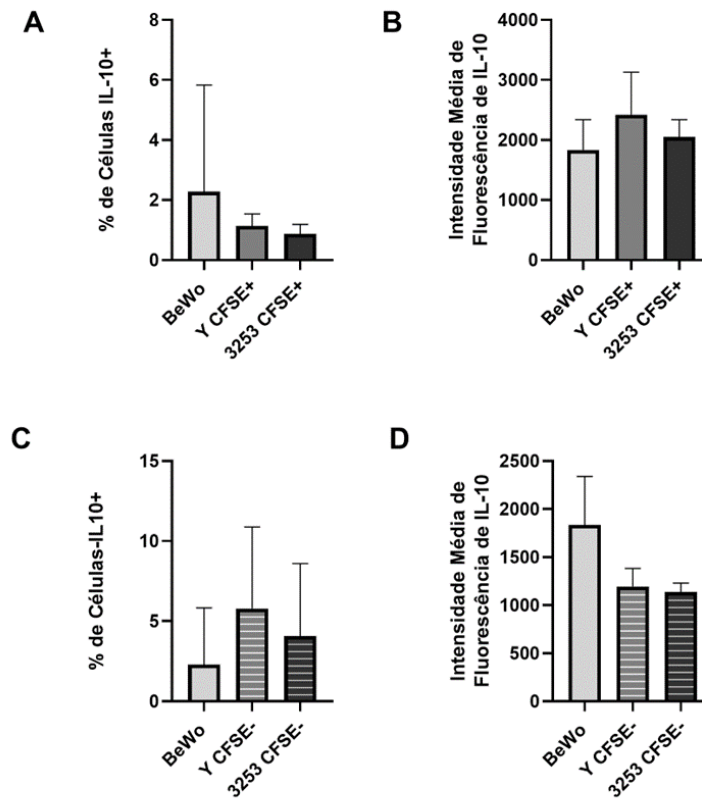 A
% de Células IL-10+
8
6
4
2
0
BeWo
Y CFSE+
3253 CFSE+
B
Intensidade Média de
Fluorescência de IL-10
4000
3000
2000
1000
0
BeWo
Y CFSE+
3253 CFSE+
C
% de Células-IL10+
15
10
5
0
BeWo
Y CFSE-
3253 CFSE-
D
Intensidade Média de
Fluorescência de IL-10
2500
2000
1500
1000
500
0
BeWo
Y CFSE-
3253 CFSE-